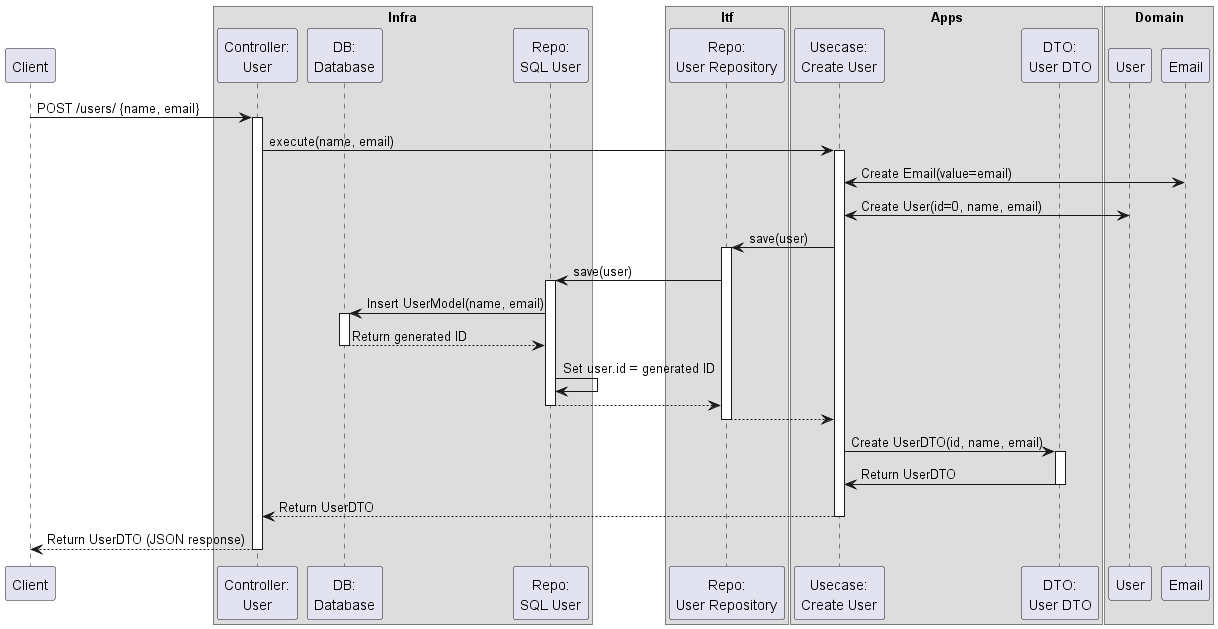 Infra
Itf
Apps
Domain
Client
Controller:
User
DB:
Database
Repo:
SQL User
Repo:
User Repository
Usecase:
Create User
DTO:
User DTO
User
Email
POST /users/ {name, email}
execute(name, email)
Create Email(value=email)
Create User(id=0, name, email)
save(user)
save(user)
Insert UserModel(name, email)
Return generated ID
Set user.id = generated ID
Create UserDTO(id, name, email)
Return UserDTO
Return UserDTO
Return UserDTO (JSON response)
Client
Controller:
User
DB:
Database
Repo:
SQL User
Repo:
User Repository
Usecase:
Create User
DTO:
User DTO
User
Email